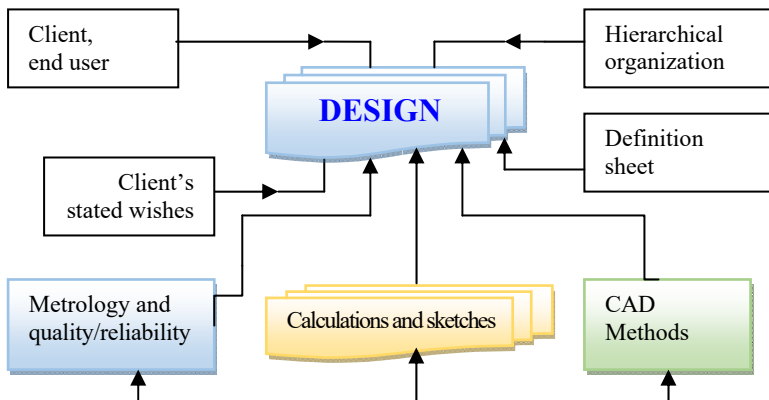 Client,
end user
Hierarchical
organization
DESIGN
Definition
sheet
Client's
stated wishes
Metrology and
quality/reliability
Calculations and sketches
CAD
Methods